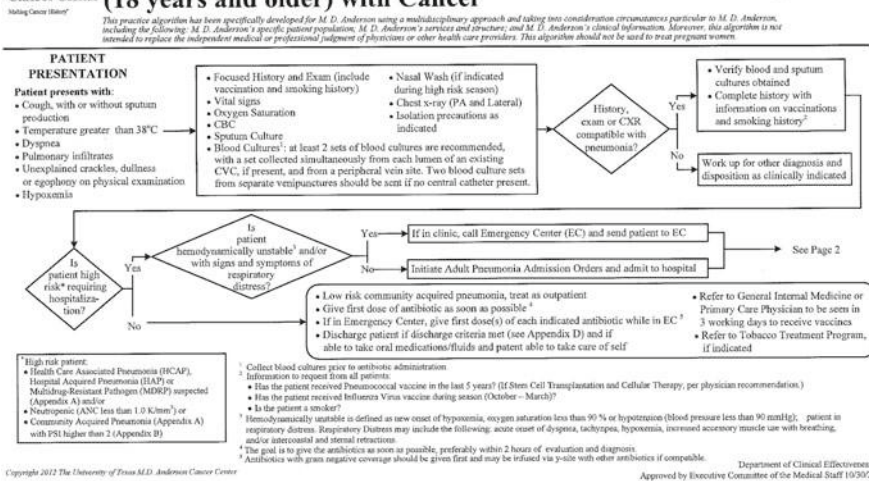 (18 years and older) with Cancer
Making Cancer History®
This practice algorithm has been specifically developed for M. D. Anderson using a multidisciplinary approach and taking into consideration circumstances particular to M. D. Anderson,
including the following: M. D. Anderson's specific patient population; M. D. Anderson's services and structure; and M. D. Anderson's clinical information. Moreover, this algorithm is not
intended to replace the independent medical or professional judgment of physicians or other health care providers. This algorithm should not be used to treat pregnant women.
PATIENT
PRESENTATION
Patient presents with:
• Cough, with or without sputum
production
• Temperature greater than 38°C
• Dyspnea
• Pulmonary infiltrates
• Unexplained crackles, dullness
or egophony on physical examination
• Hypoxemia
• Focused History and Exam (include
vaccination and smoking history)
• Vital signs
• Oxygen Saturation
• CBC
• Sputum Culture
• Blood Cultures¹: at least 2 sets of blood cultures are recommended,
with a set collected simultaneously from each lumen of an existing
CVC, if present, and from a peripheral vein site. Two blood culture sets
from separate venipunctures should be sent if no central catheter present.
• Nasal Wash (if indicated
during high risk season)
• Chest x-ray (PA and Lateral)
• Isolation precautions as
indicated
History,
exam or CXR
compatible with
pneumonia?
Yes
• Verify blood and sputum
cultures obtained
• Complete history with
information on vaccinations
and smoking history²
No
Work up for other diagnosis and
disposition as clinically indicated
Is
patient high
risk* requiring
hospitaliza-
tion?
Yes
Is
patient
hemodynamically unstable³ and/or
with signs and symptoms of
respiratory
distress?
Yes
If in clinic, call Emergency Center (EC) and send patient to EC
No
Initiate Adult Pneumonia Admission Orders and admit to hospital
See Page 2
No
• Low risk community acquired pneumonia, treat as outpatient
• Give first dose of antibiotic as soon as possible ⁴
• If in Emergency Center, give first dose(s) of each indicated antibiotic while in EC ⁵
• Discharge patient if discharge criteria met (see Appendix D) and if
able to take oral medications/fluids and patent able to take care of self
• Refer to General Internal Medicine or
Primary Care Physician to be seen in
3 working days to receive vaccines
• Refer to Tobacco Treatment Program,
if indicated
*High risk patient:
• Health Care Associated Pneumonia (HCAP),
Hospital Acquired Pneumonia (HAP) or
Multidrug-Resistant Pathogen (MDRP) suspected
(Appendix A) and/or
• Neutropenic (ANC less than 1.0 K/mm³) or
• Community Acquired Pneumonia (Appendix A)
with PSI higher than 2 (Appendix B)
¹ Collect blood cultures prior to antibiotic administration
² Information to request from all patients:
• Has the patient received Pneumococcal vaccine in the last 5 years? (If Stem Cell Transplantation and Cellular Therapy, per physician recommendation.)
• Has the patient received Influenza Virus vaccine during season (October – March)?
• Is the patient a smoker?
³ Hemodynamically unstable is defined as new onset of hypoxemia, oxygen saturation less than 90 % or hypotension (blood pressure less than 90 mmHg); patient in
respiratory distress. Respiratory Distress may include the following: acute onset of dyspnea, tachypnea, hypoxemia, increased accessory muscle use with breathing,
and/or intercostal and sternal retractions.
⁴ The goal is to give the antibiotics as soon as possible, preferably within 2 hours of evaluation and diagnosis.
⁵ Antibiotics with gram negative coverage should be given first and may be infused via y-site with other antibiotics if compatible.
Copyright 2012 The University of Texas M.D. Anderson Cancer Center
Department of Clinical Effectivenes
Approved by Executive Committee of the Medical Staff 10/30/